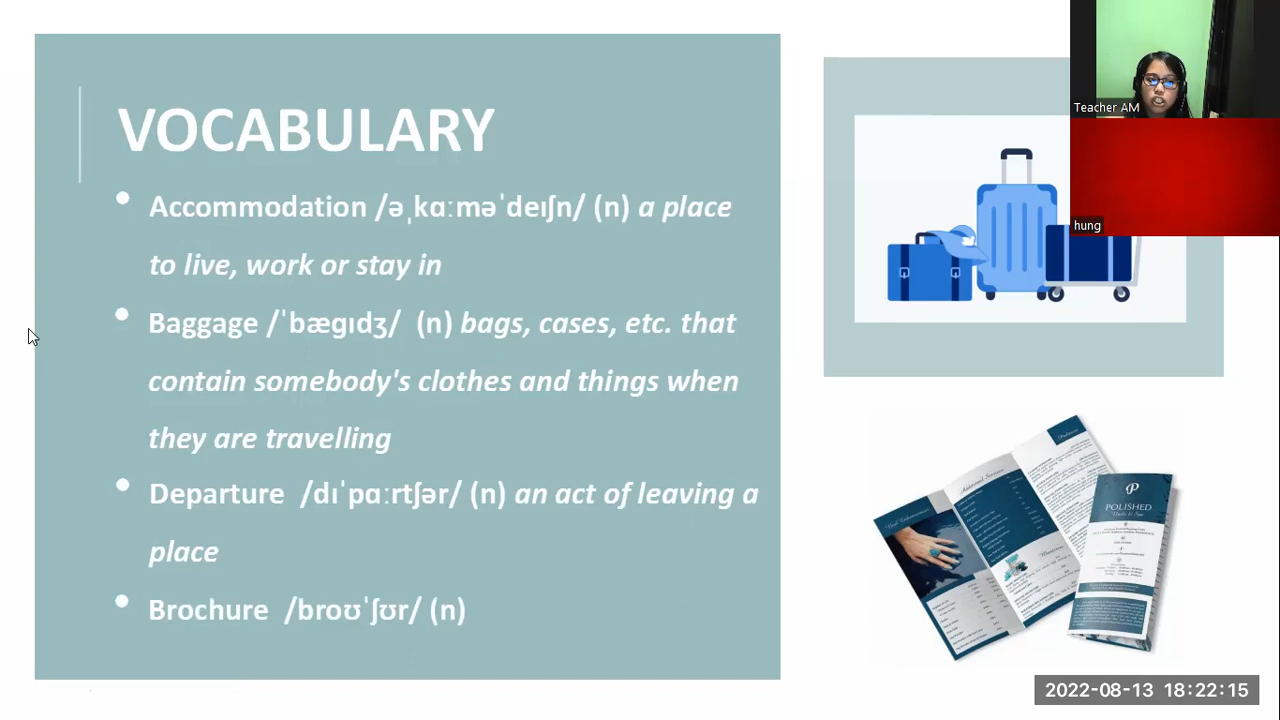 VOCABULARY
Accommodation /əˌkɑːməˈdeɪʃn/ (n) a place
to live, work or stay in
Baggage /ˈbæɡɪdʒ/ (n) bags, cases, etc. that
contain somebody's clothes and things when
they are travelling
Departure /dɪˈpɑːrtʃər/ (n) an act of leaving a
place
Brochure /broʊˈʃʊr/ (n)
Teacher AM
hung
P
POLISHED
2022-08-13 18:22:15